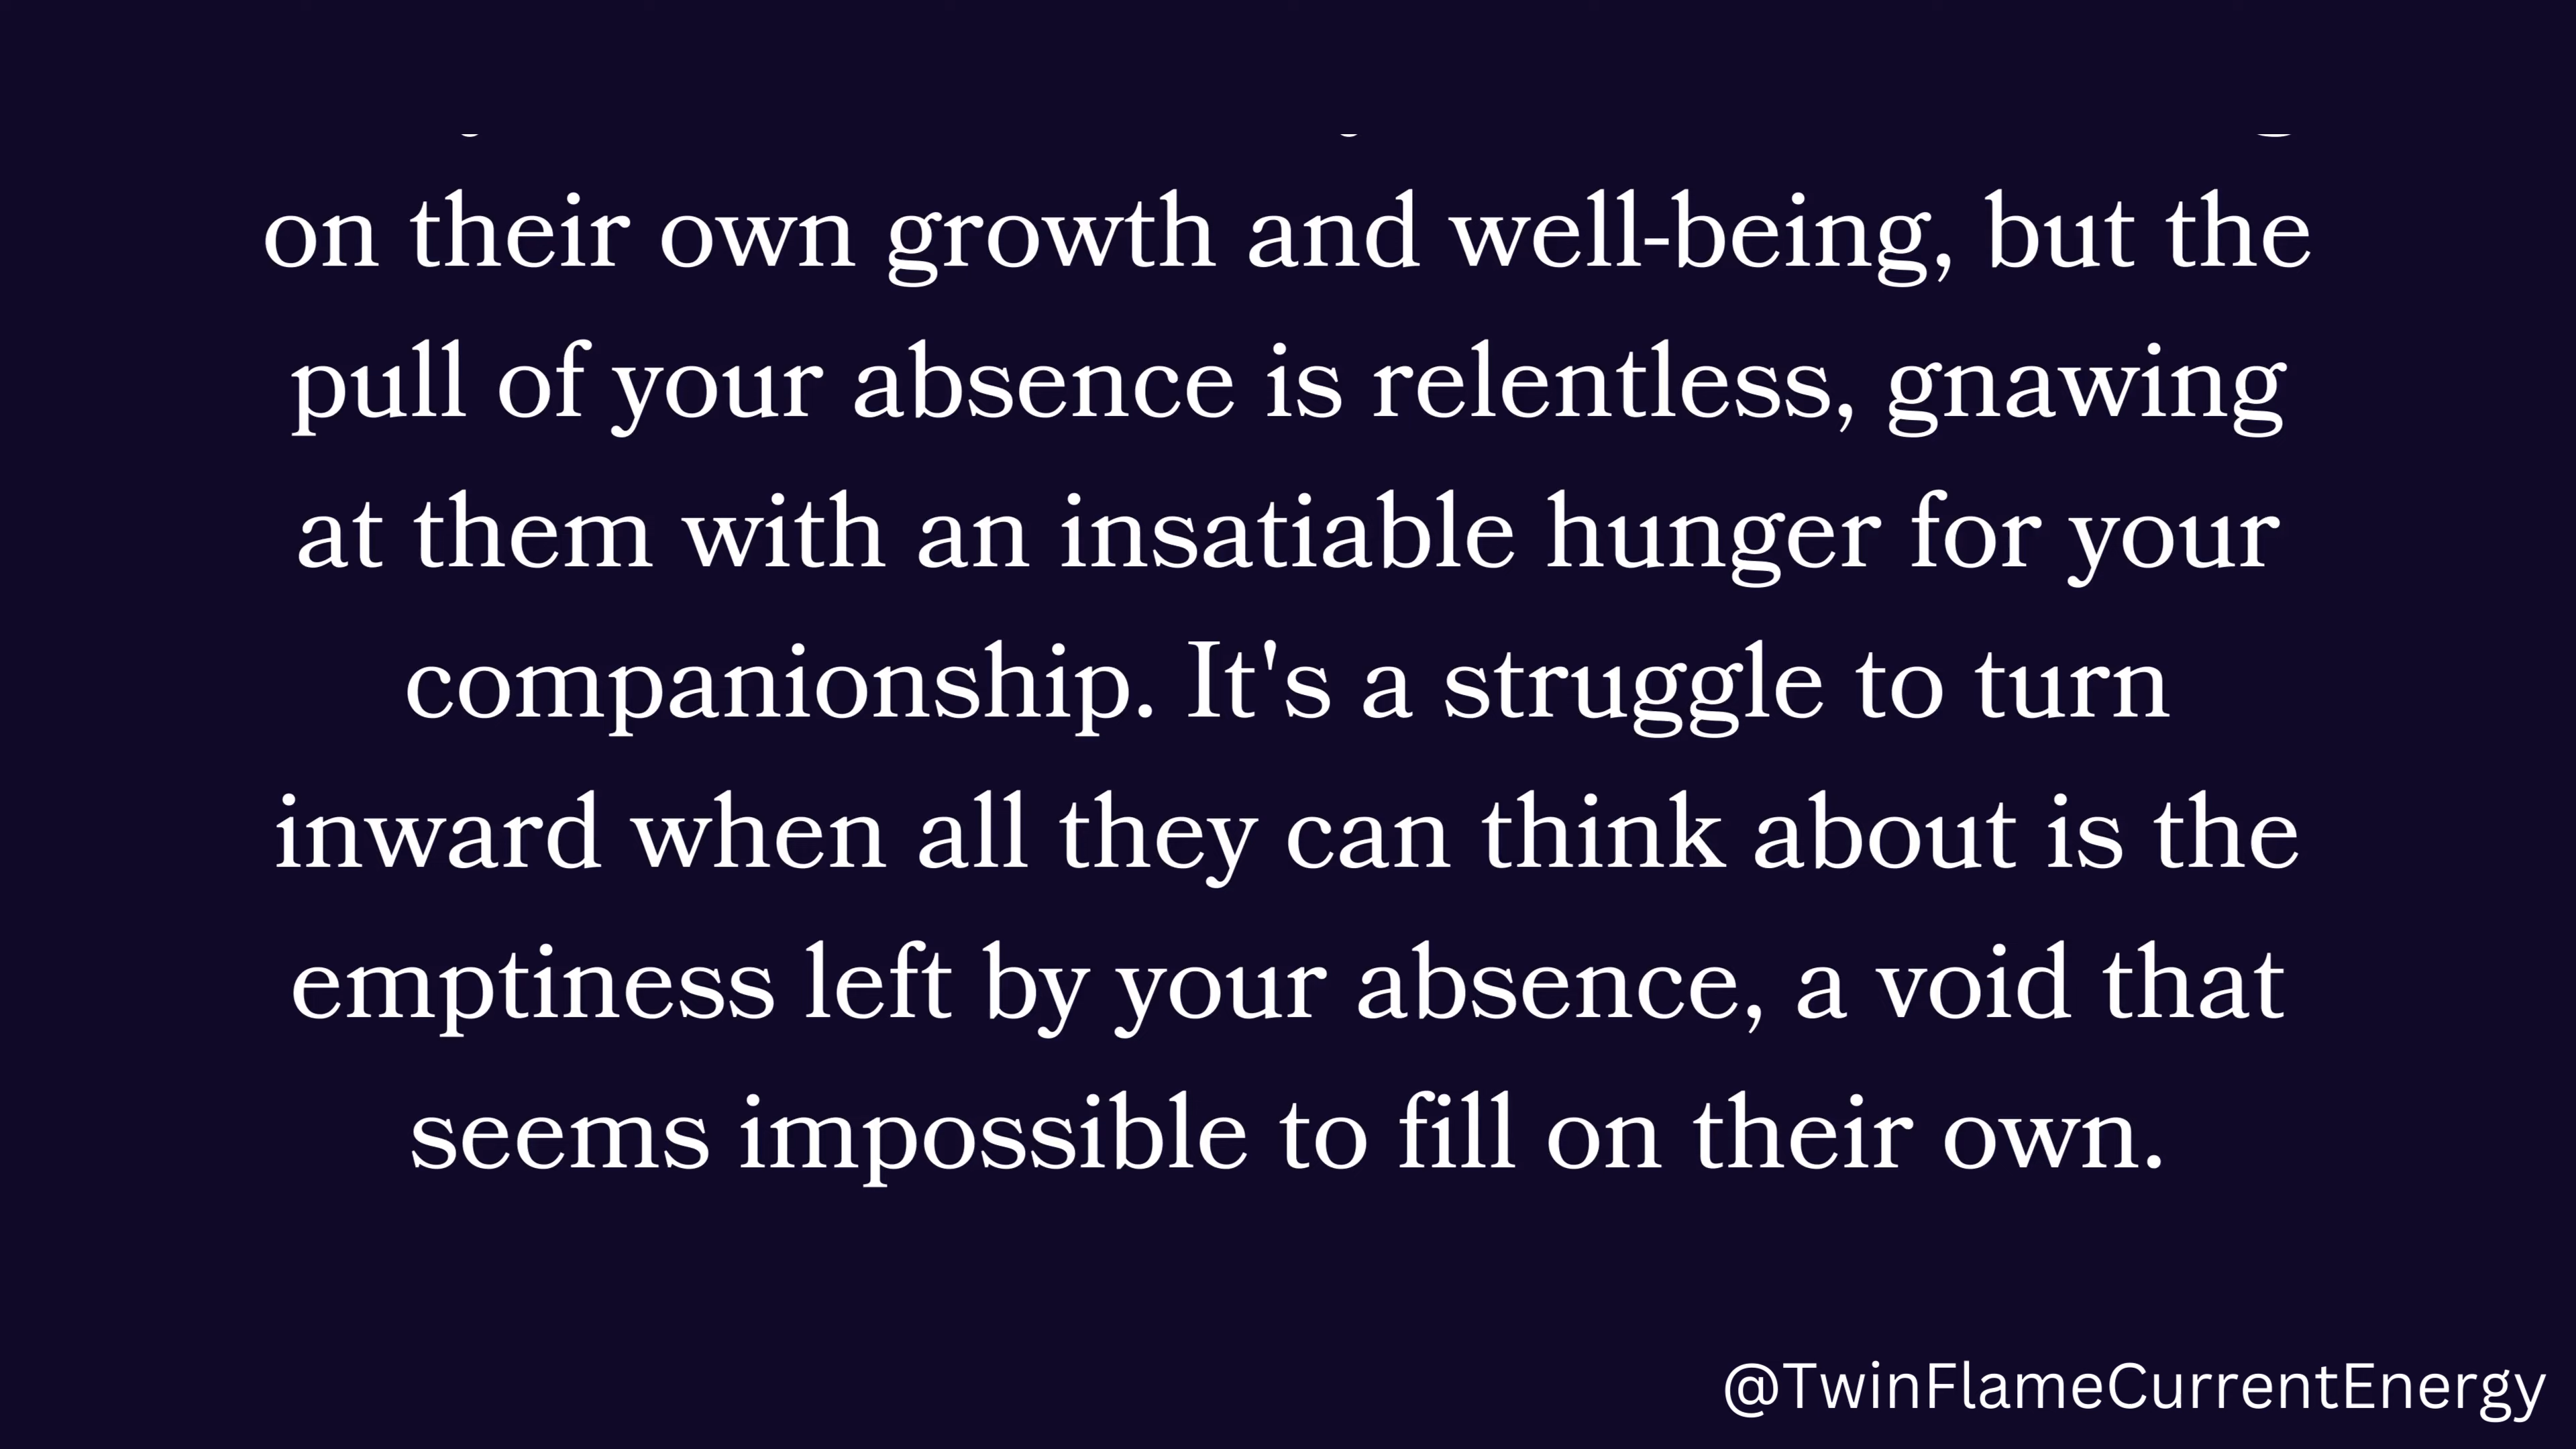 on their own growth and well-being, but the
pull of your absence is relentless, gnawing
at them with an insatiable hunger for your
companionship. It's a struggle to turn
inward when all they can think about is the
emptiness left by your absence, a void that
seems impossible to fill on their own.
@TwinFlameCurrentEnergy